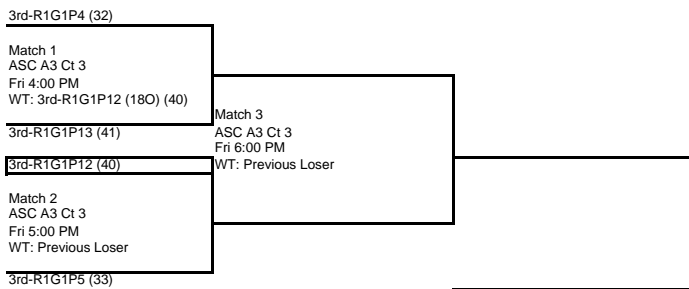 3rd-R1G1P4 (32)
Match 1
ASC A3 Ct 3
Fri 4:00 PM
WT: 3rd-R1G1P12 (18O) (40)
3rd-R1G1P13 (41)
Match 3
ASC A3 Ct 3
Fri 6:00 PM
WT: Previous Loser
3rd-R1G1P12 (40)
Match 2
ASC A3 Ct 3
Fri 5:00 PM
WT: Previous Loser
3rd-R1G1P5 (33)